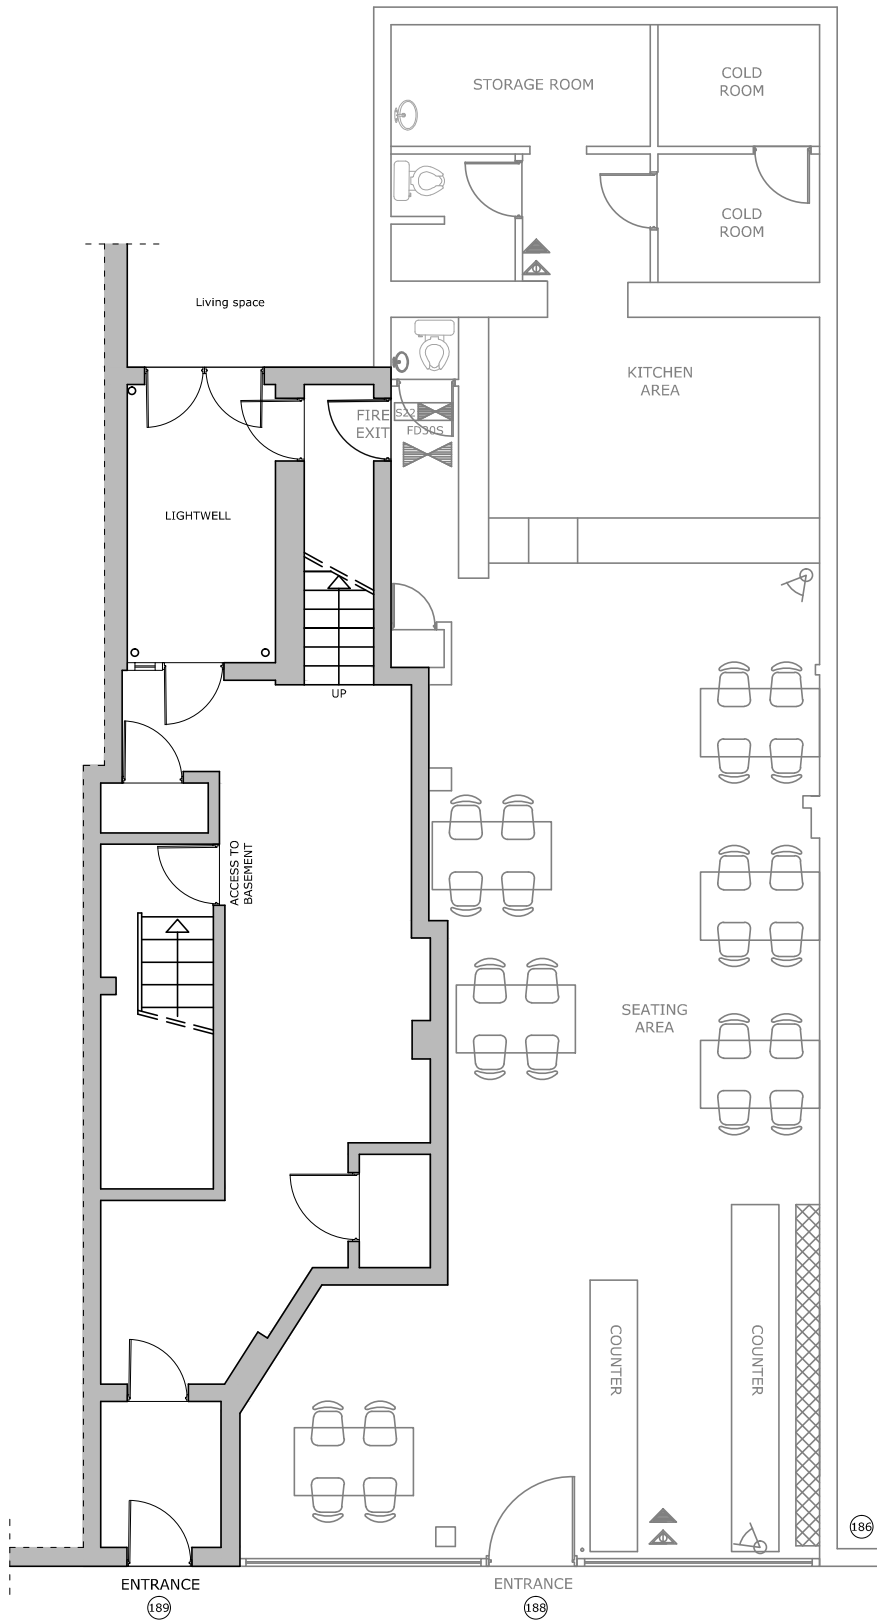 STORAGE ROOM
COLD
ROOM
COLD
ROOM
Living space
KITCHEN
AREA
FIRE
EXIT
S22
FD30S
LIGHTWELL
UP
ACCESS TO
BASEMENT
SEATING
AREA
COUNTER
COUNTER
186
ENTRANCE
189
ENTRANCE
188